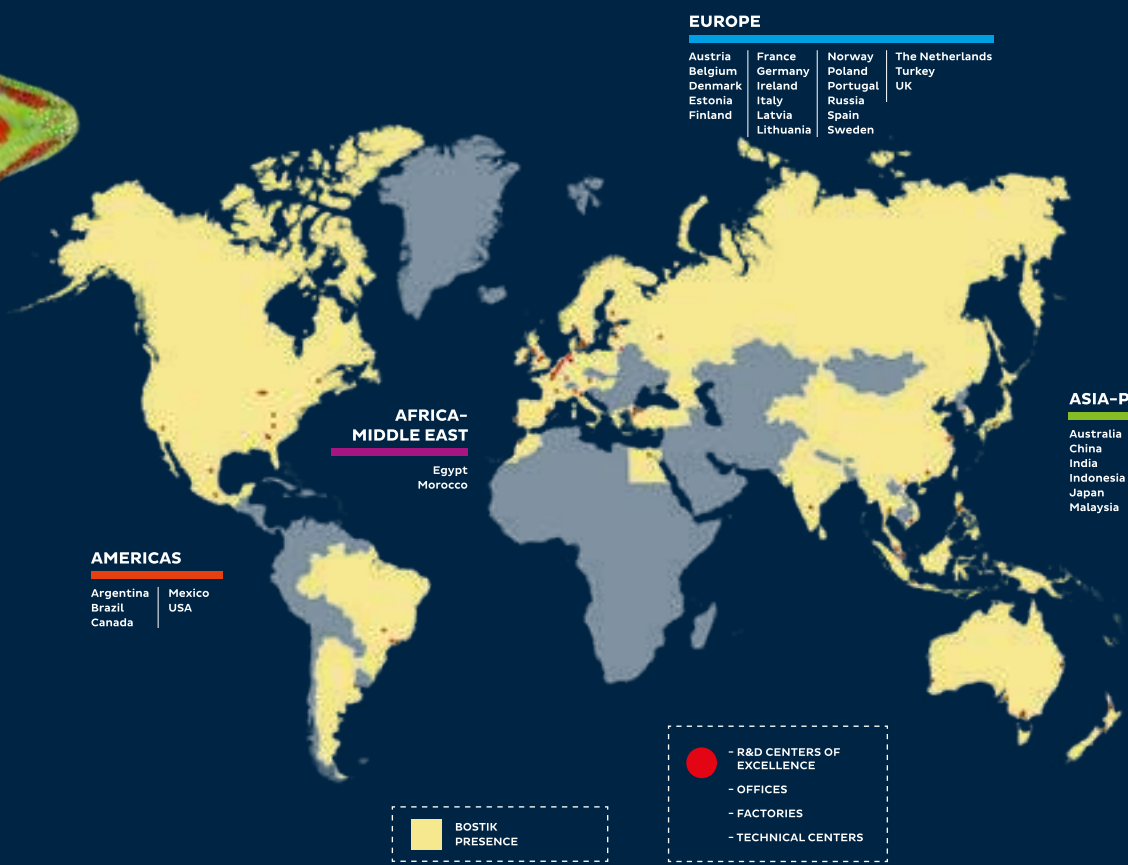 EUROPE
Austria
Belgium
Denmark
Estonia
Finland
France
Germany
Ireland
Italy
Latvia
Lithuania
Norway
Poland
Portugal
Russia
Spain
Sweden
The Netherlands
Turkey
UK
AFRICA-
MIDDLE EAST
Egypt
Morocco
ASIA-P
Australia
China
India
Indonesia
Japan
Malaysia
AMERICAS
Argentina
Brazil
Canada
Mexico
USA
- R&D CENTERS OF
EXCELLENCE
- OFFICES
- FACTORIES
- TECHNICAL CENTERS
BOSTIK
PRESENCE